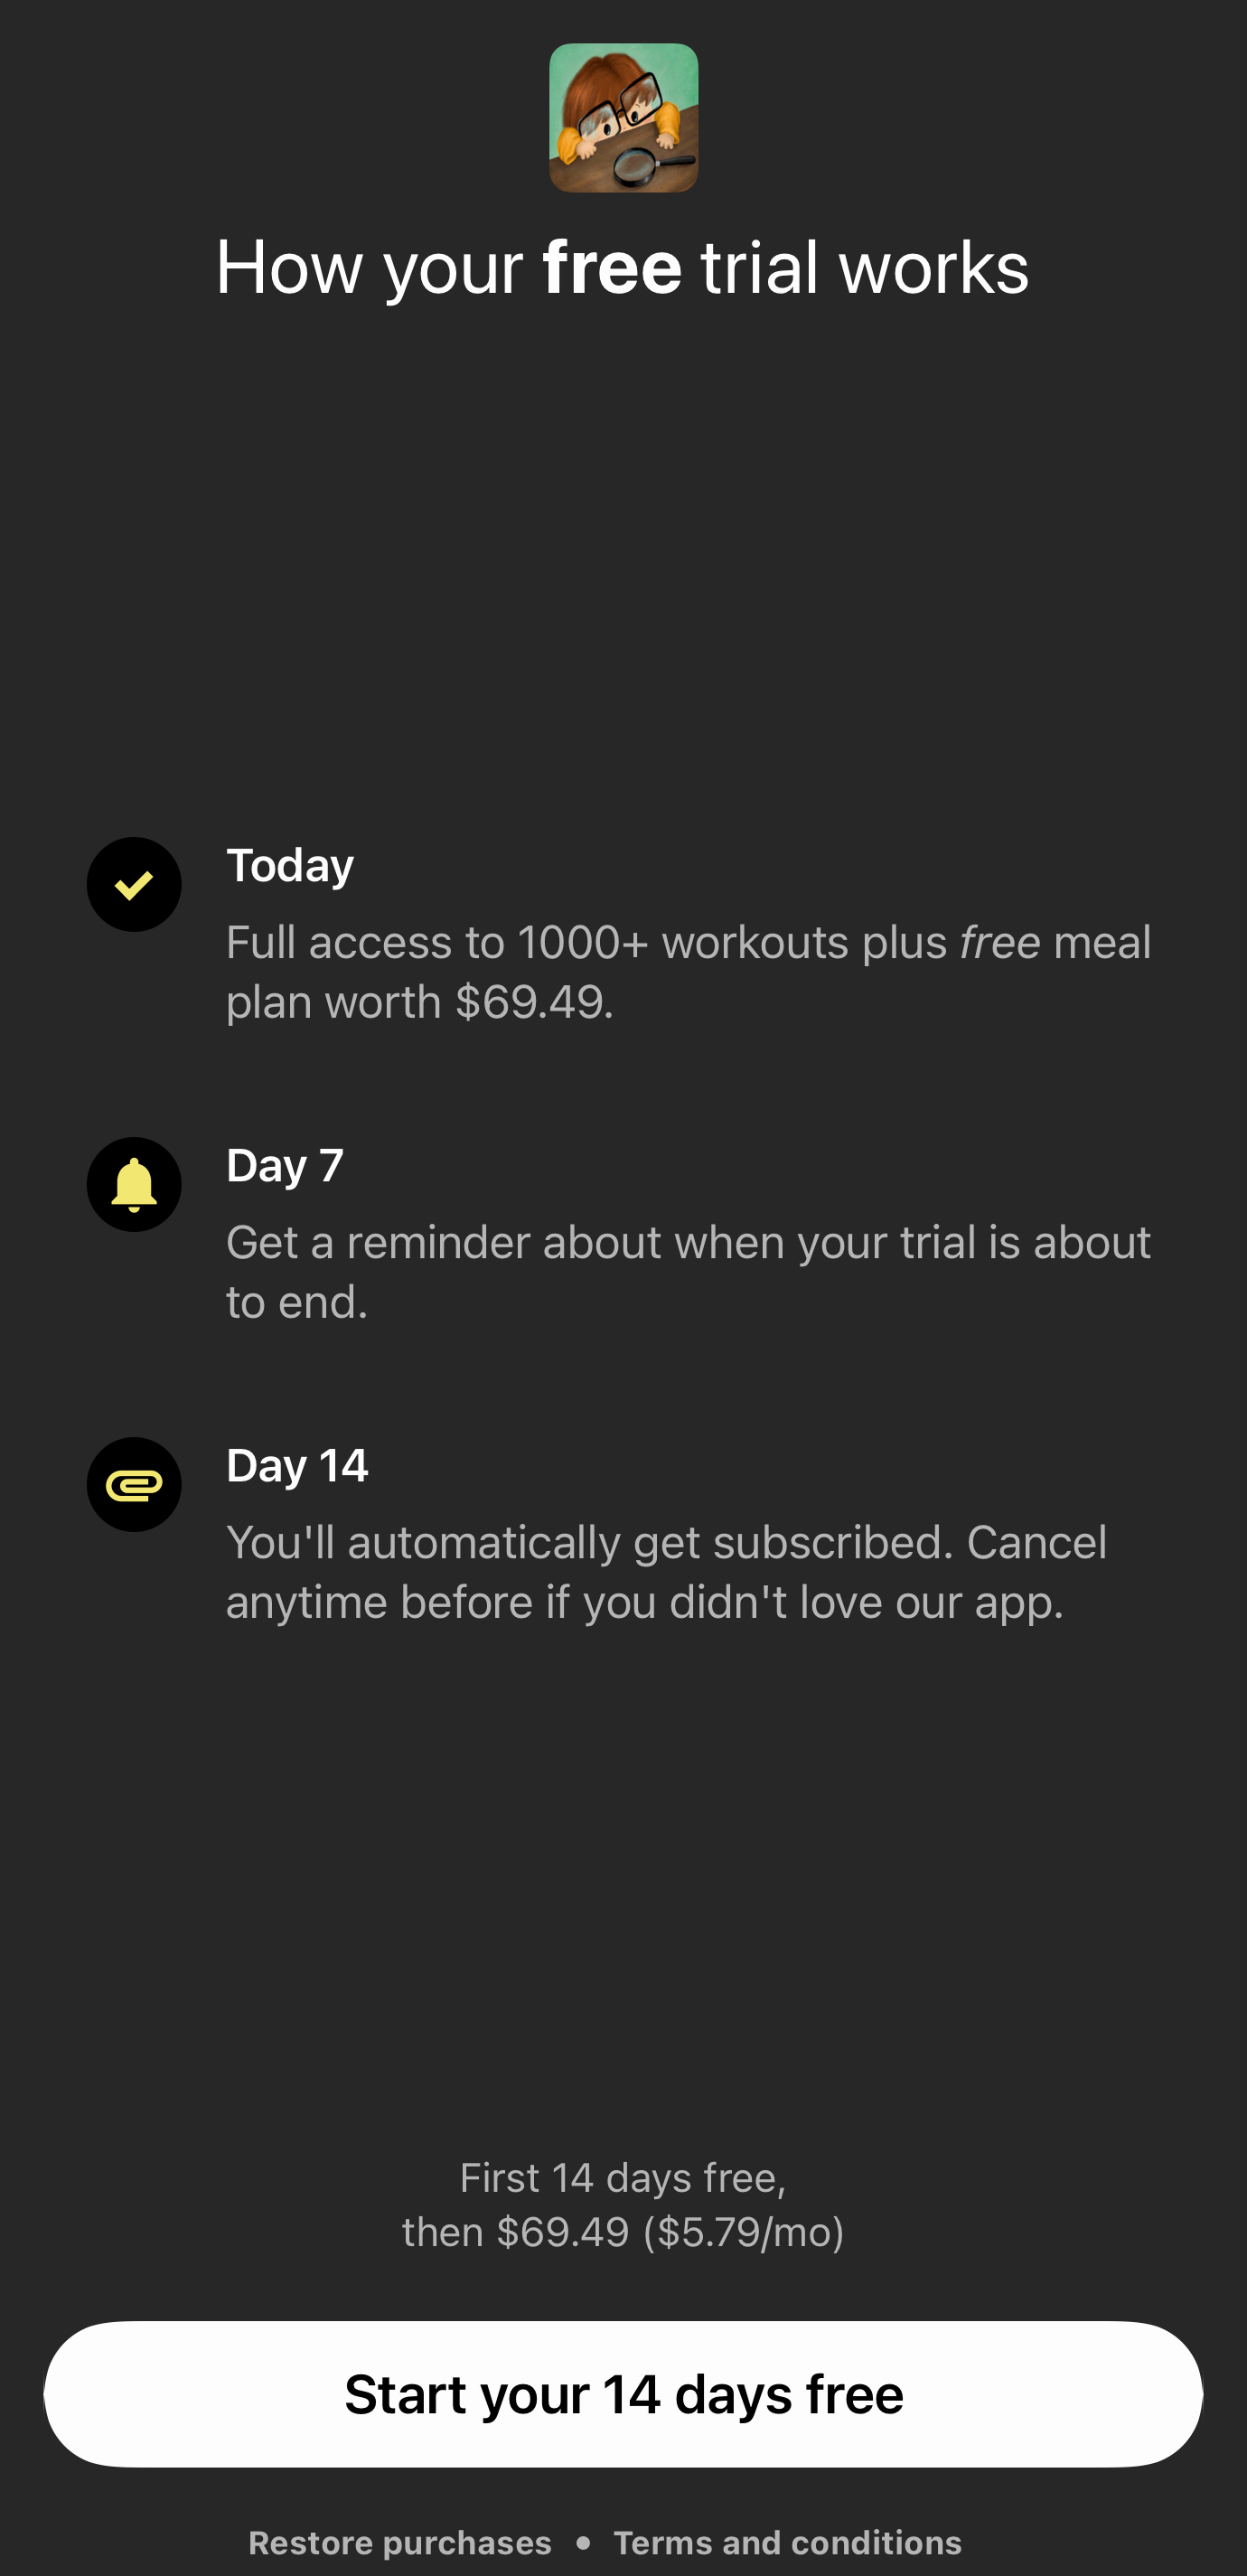 How your free trial works
Today
Full access to 1000+ workouts plus free meal
plan worth $69.49.
Day 7
Get a reminder about when your trial is about
to end.
Day 14
You'll automatically get subscribed. Cancel
anytime before if you didn't love our app.
First 14 days free,
then $69.49 ($5.79/mo)
Start your 14 days free
Restore purchases • Terms and conditions